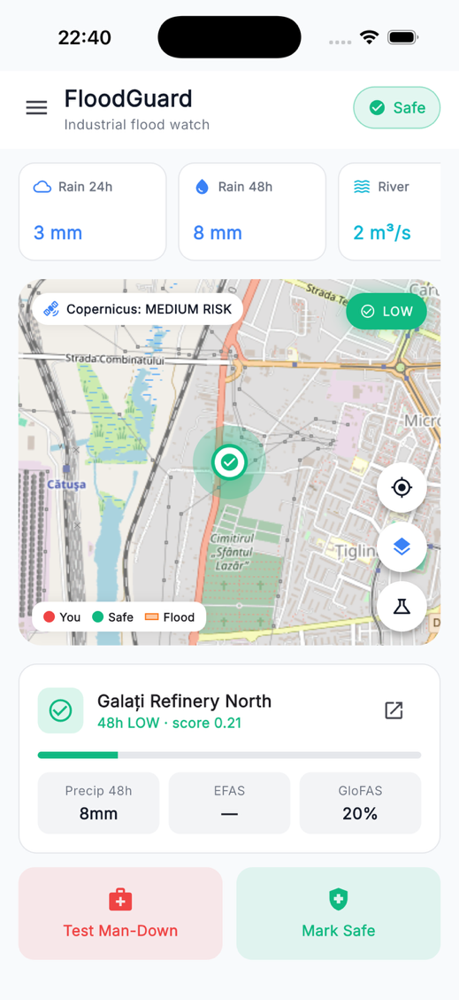 22:40
FloodGuard
Industrial flood watch
Safe
Rain 24h
3 mm
Rain 48h
8 mm
River
2 m³/s
Copernicus: MEDIUM RISK
LOW
Strada Te
Strada Combinatului
Micro
Cătușa
Cimitirul
„Sfântul
Lazăr"
Tiglin
You
Safe
Flood
Galați Refinery North
48h LOW · score 0.21
Precip 48h
8mm
EFAS
—
GloFAS
20%
Test Man-Down
Mark Safe